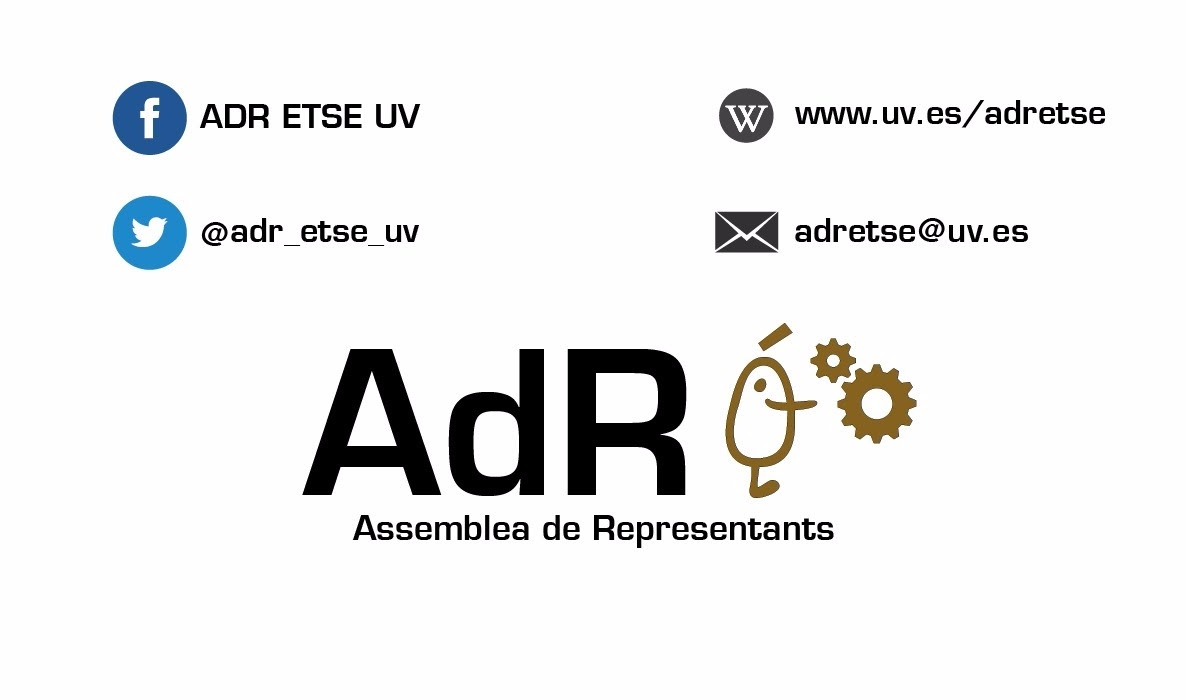 ADR ETSE UV
www.uv.es/adretse
@adr_etse_uv
adretse@uv.es
AdR
Assemblea de Representants